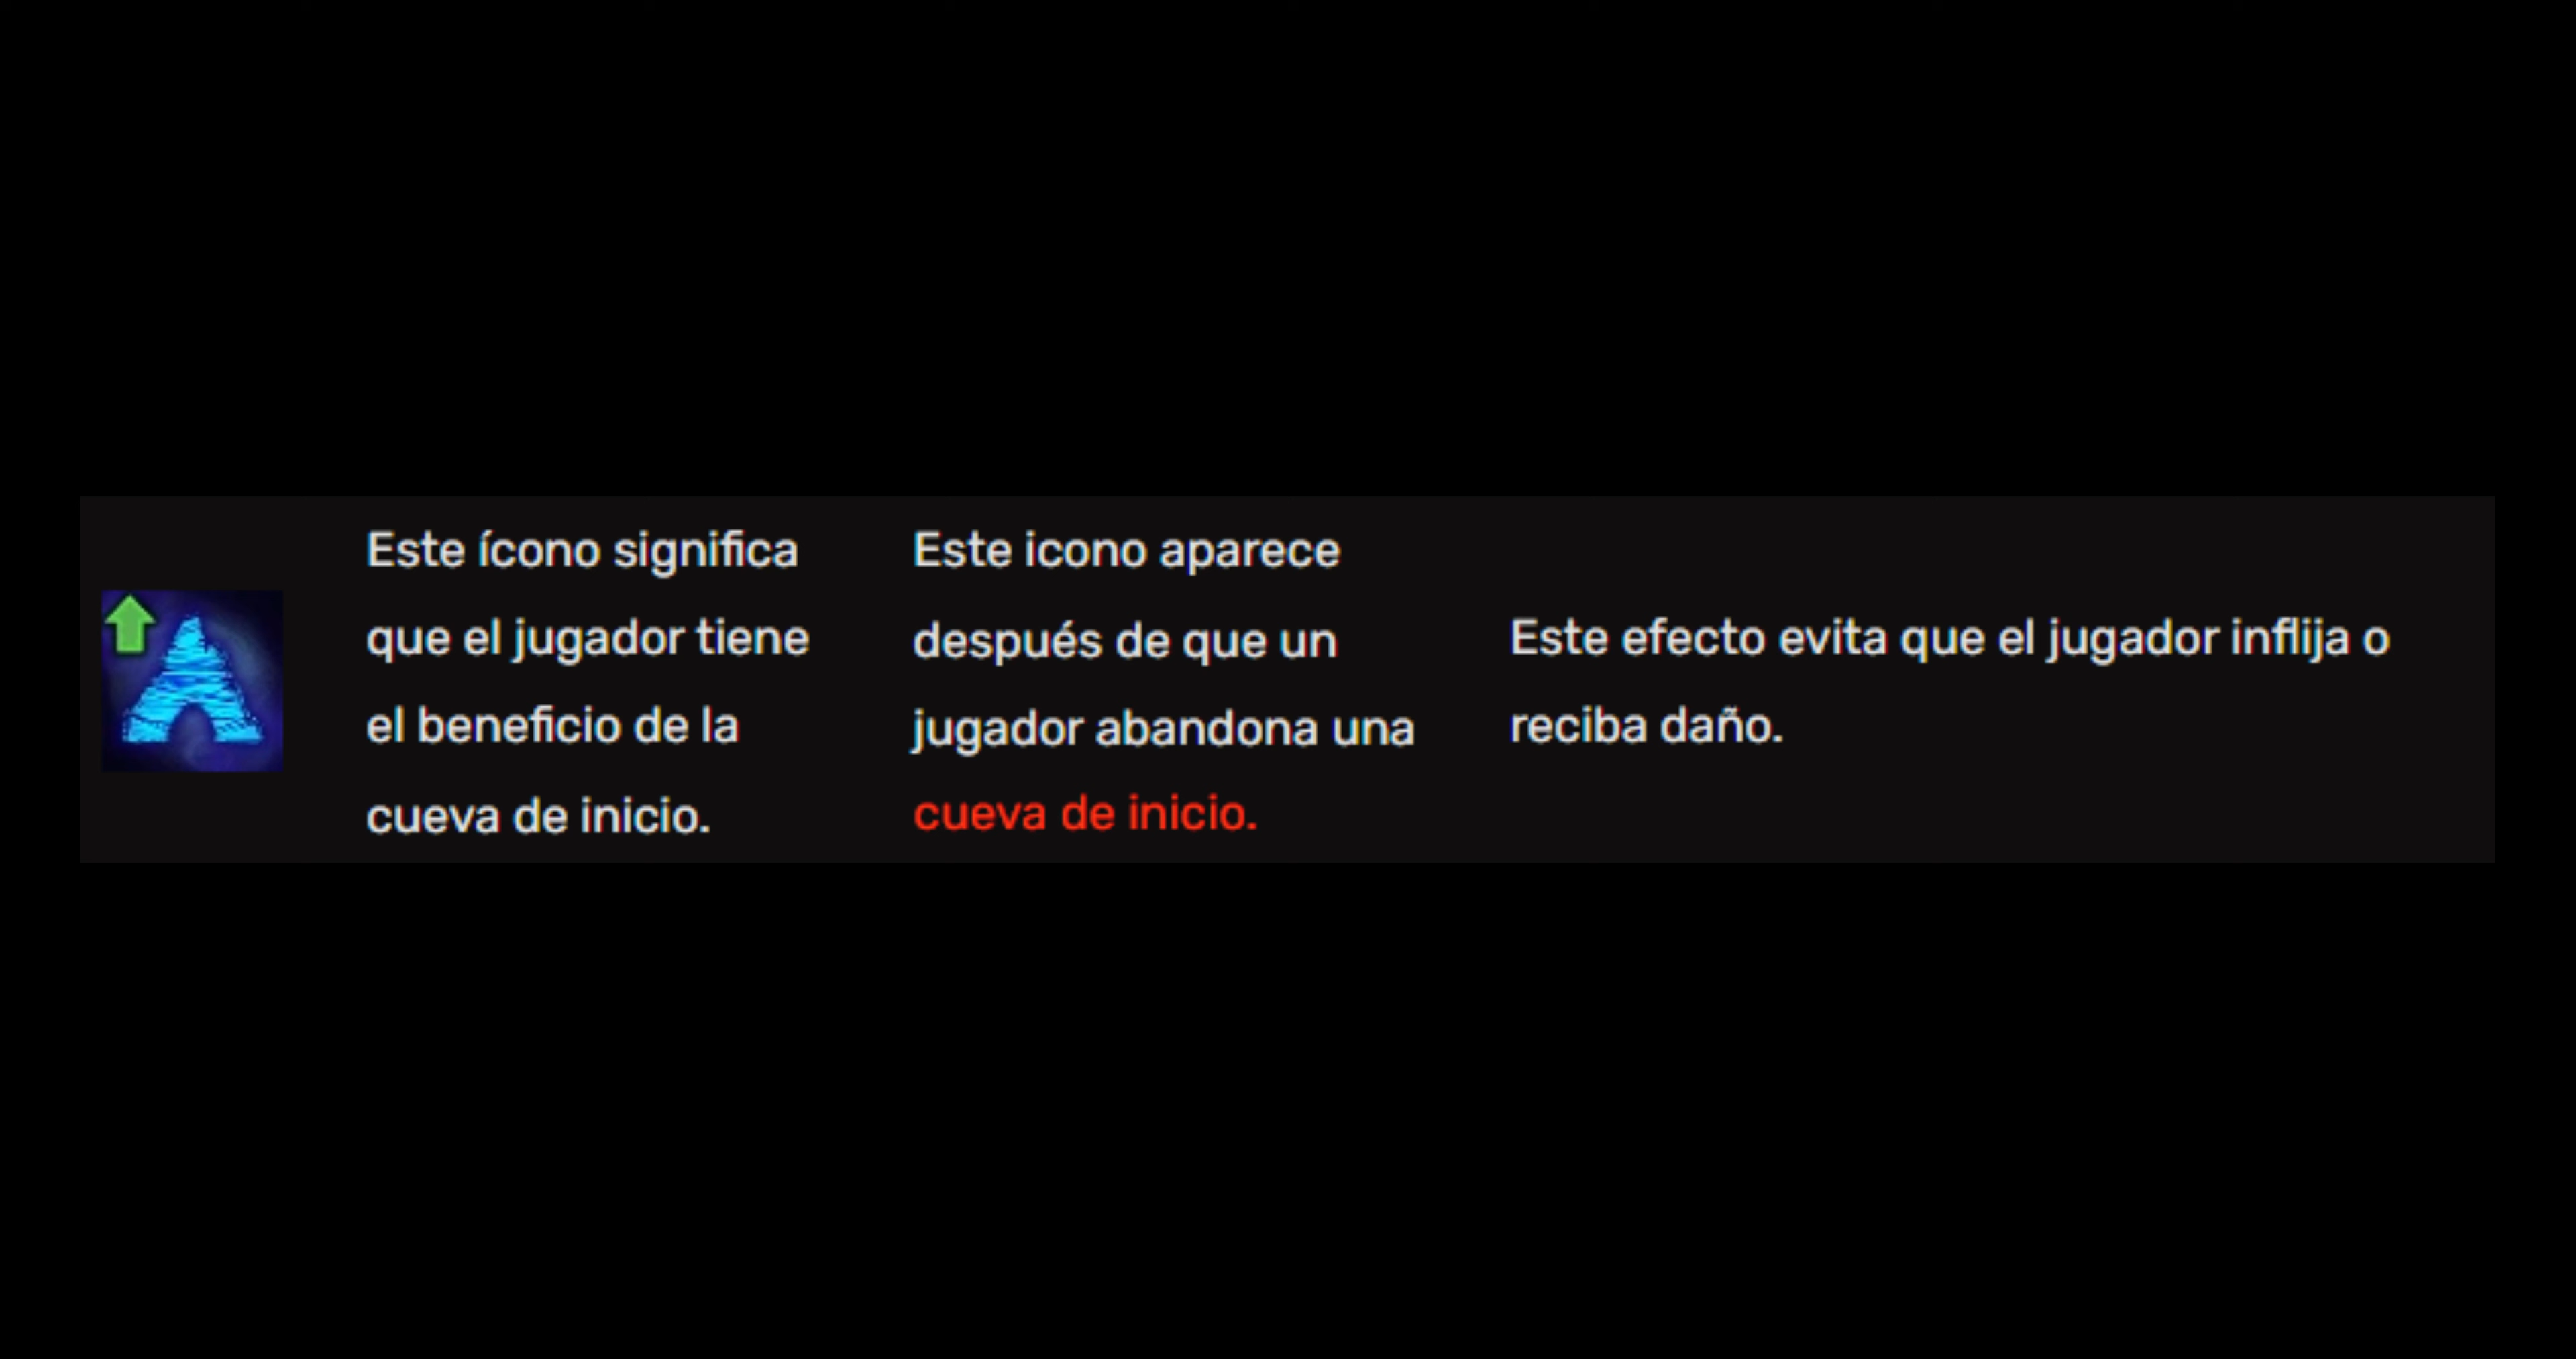 Este ícono significa
que el jugador tiene
el beneficio de la
cueva de inicio.
Este icono aparece
después de que un
jugador abandona una
cueva de inicio.
Este efecto evita que el jugador inflija o
reciba daño.